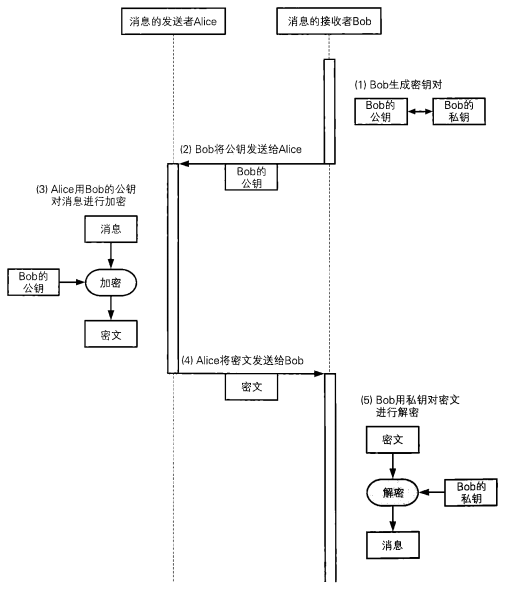 消息的发送者Alice
消息的接收者Bob
(1) Bob生成密钥对
Bob的
公钥
Bob的
私钥
(2) Bob将公钥发送给Alice
Bob的
公钥
(3) Alice用Bob的公钥
对消息进行加密
消息
Bob的
公钥
加密
密文
(4) Alice将密文发送给Bob
密文
(5) Bob用私钥对密文
进行解密
密文
解密
Bob的
私钥
消息